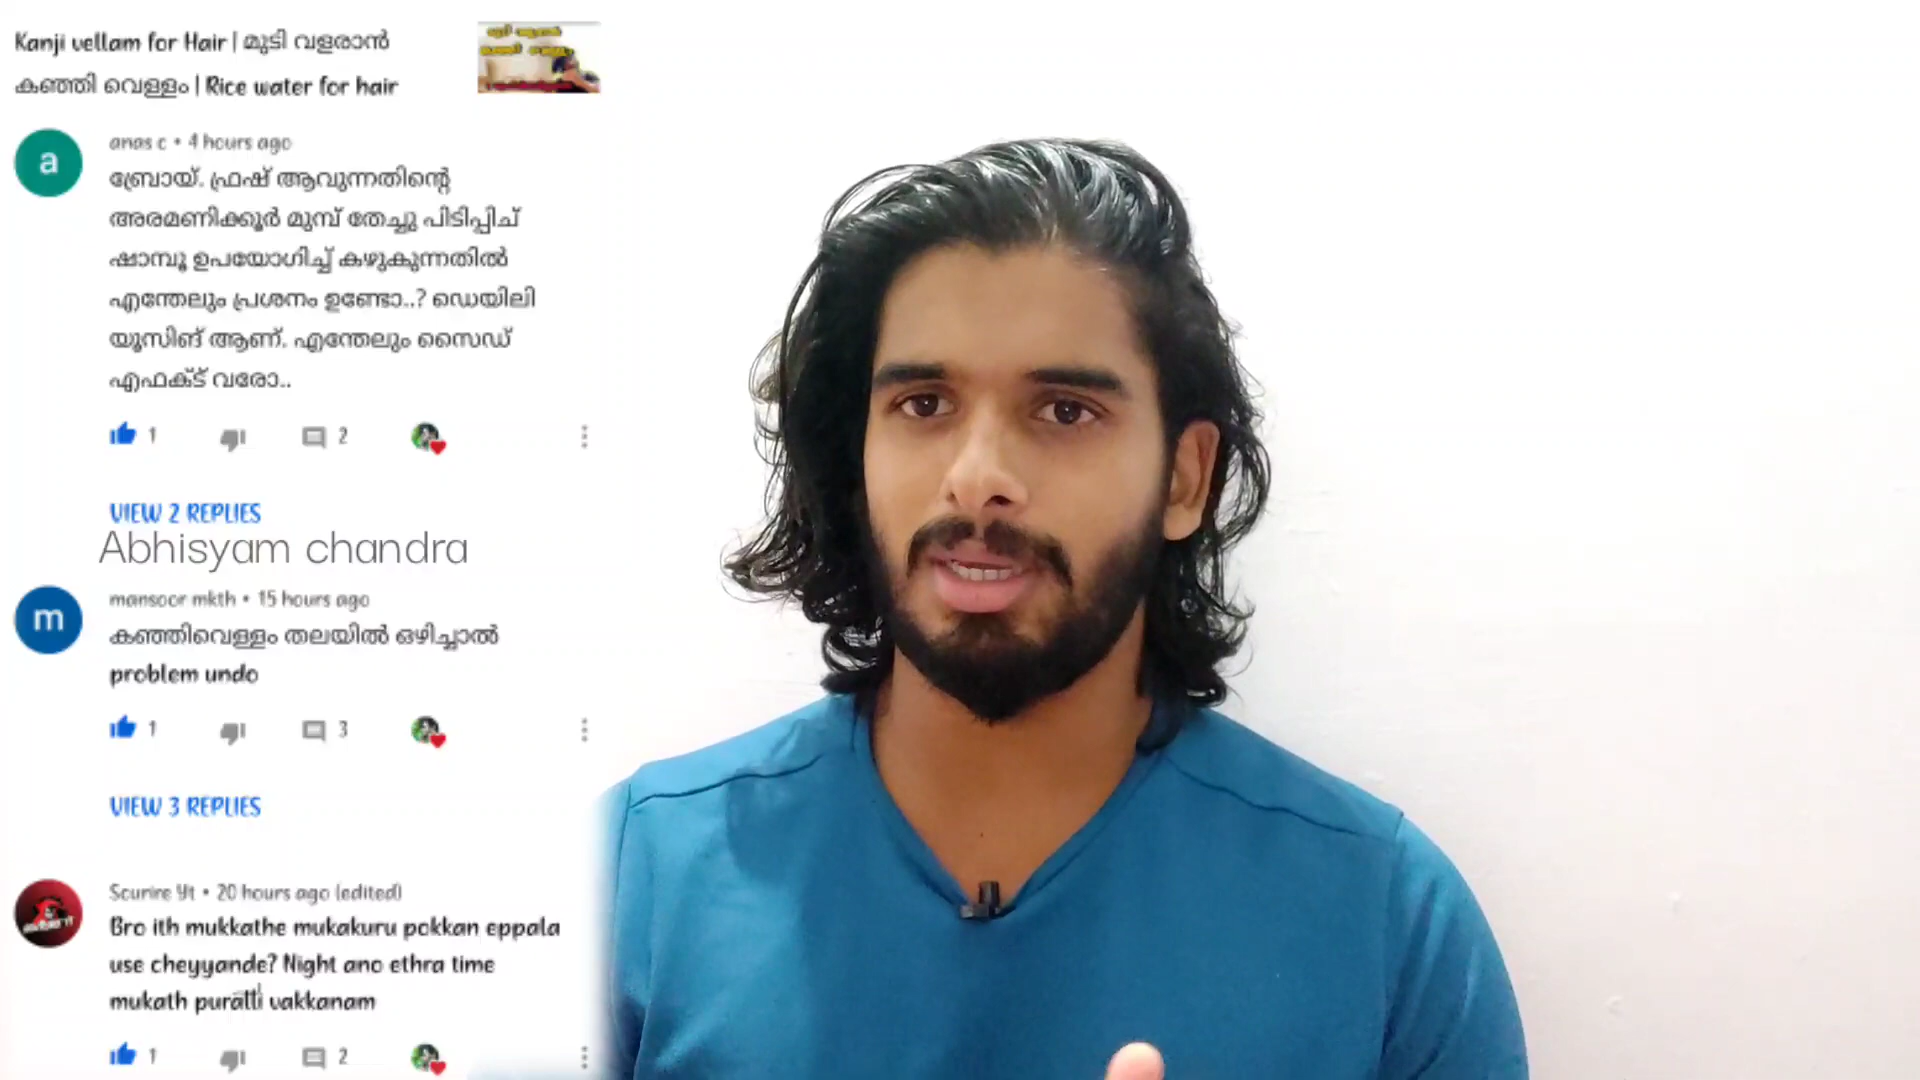 Kanji vellam for Hair | മുടി വളരാൻ
കഞ്ഞി വെള്ളം | Rice water for hair
a
anas c • 4 hours ago
ബ്രോയ്. ഫ്രഷ് ആവുന്നതിന്റെ
അരമണിക്കൂർ മുമ്പ് തേച്ചു പിടിപ്പിച്
ഷാമ്പൂ ഉപയോഗിച്ച് കഴുകുന്നതിൽ
എന്തേലും പ്രശനം ഉണ്ടോ..? ഡെയിലി
യൂസിങ് ആണ്. എന്തേലും സൈഡ്
എഫക്ട് വരോ..
1 2
VIEW 2 REPLIES
Abhisyam chandra
m
mansoor mkth • 15 hours ago
കഞ്ഞിവെള്ളം തലയിൽ ഒഴിച്ചാൽ
problem undo
1 3
VIEW 3 REPLIES
Scurire Yt • 20 hours ago (edited)
Bro ith mukkathe mukakuru pokkan eppala
use cheyyande? Night ano ethra time
mukath puratti vakkanam
1 2